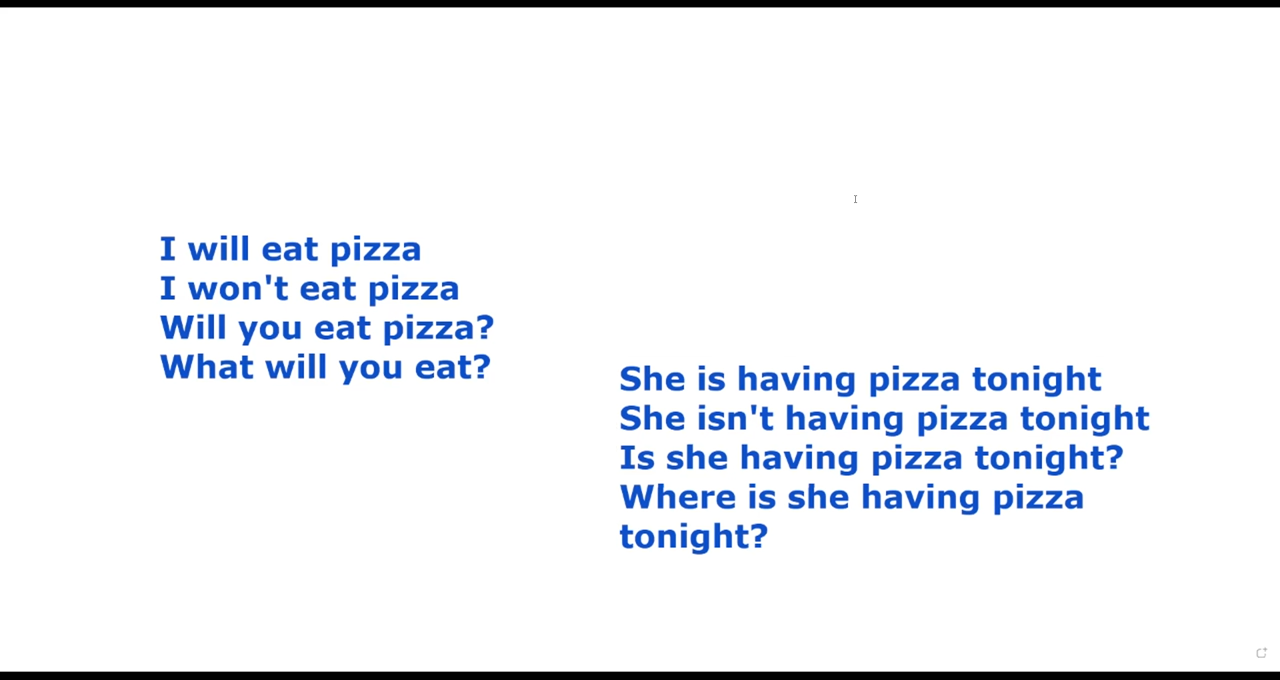 I will eat pizza
I won't eat pizza
Will you eat pizza?
What will you eat?
She is having pizza tonight
She isn't having pizza tonight
Is she having pizza tonight?
Where is she having pizza
tonight?